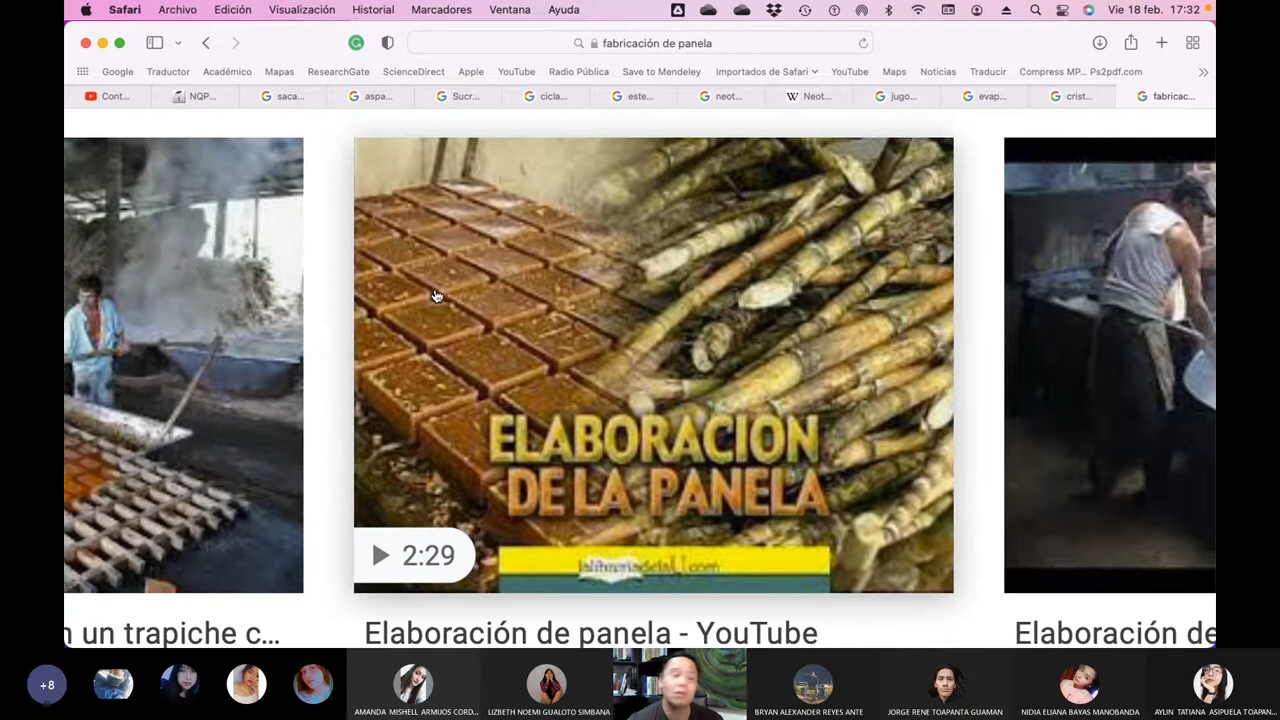 Safari Archivo Edición Visualización Historial Marcadores Ventana Ayuda Vie 18 feb. 17:32
fabricación de panela
Google Traductor Académico Mapas ResearchGate ScienceDirect Apple YouTube Radio Pública Save to Mendeley Importados de Safari YouTube Maps Noticias Traducir Compress MP... Ps2pdf.com
Cont... NQP... saca... aspa... Sucr... cicla... este... neot... Neot... jugo... evap... crist... fabricac...
ELABORACION
DE LA PANELA
2:29
lalibreriadelaU.com
n un trapiche c...
Elaboración de panela - YouTube
Elaboración de
+8
AMANDA MISHELL ARMIJOS CORD...
LIZBETH NOEMI GUALOTO SIMBANA
BRYAN ALEXANDER REYES ANTE
JORGE RENE TOAPANTA GUAMAN
NIDIA ELIANA BAYAS MANOBANDA
AYLIN TATIANA ASIPUELA TOAPAN...